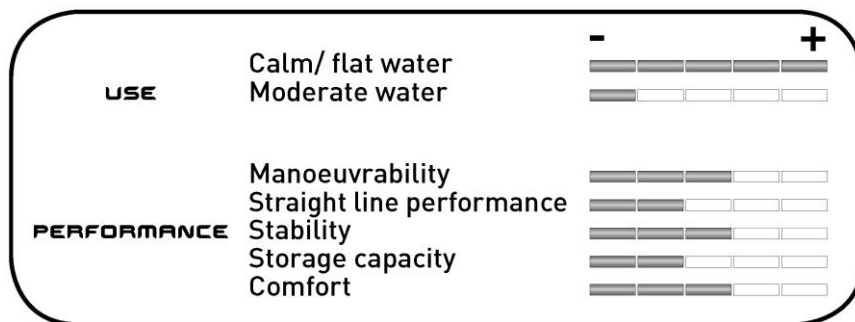 - +
Calm/ flat water
USE Moderate water
Manoeuvrability
Straight line performance
PERFORMANCE Stability
Storage capacity
Comfort